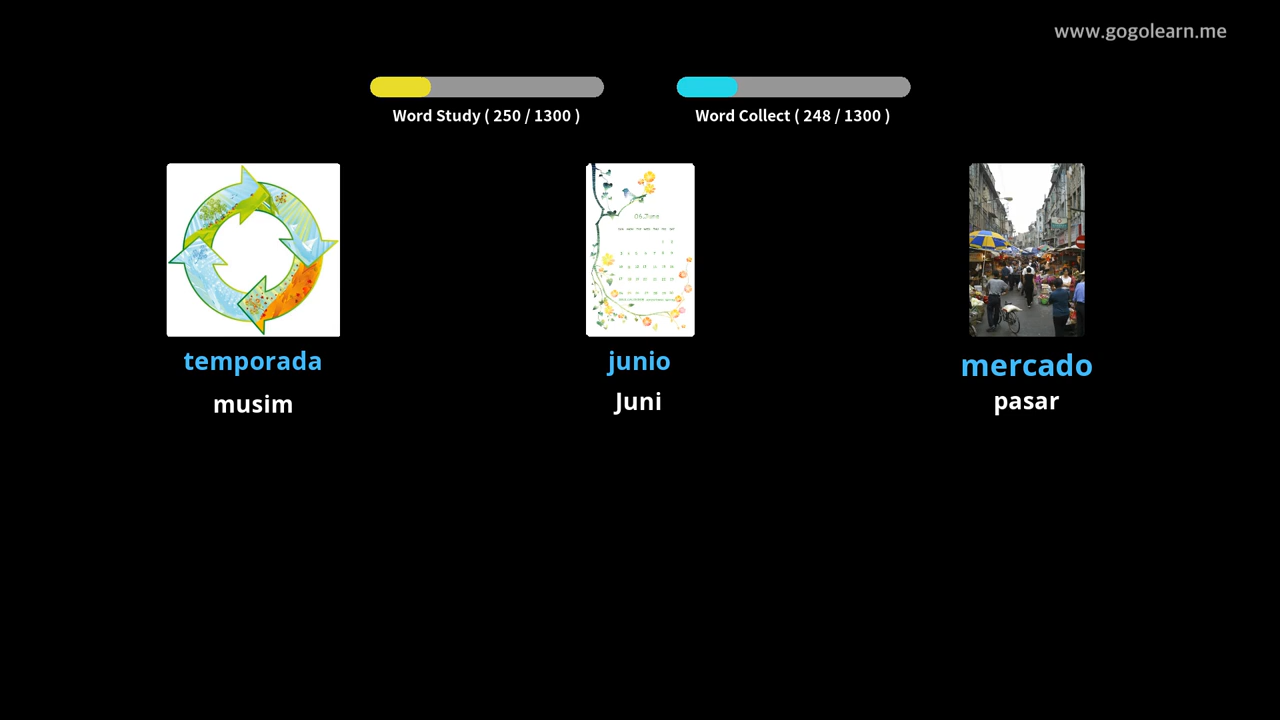 www.gogolearn.me
Word Study ( 250 / 1300 )
Word Collect ( 248 / 1300 )
temporada
junio
mercado
musim
Juni
pasar